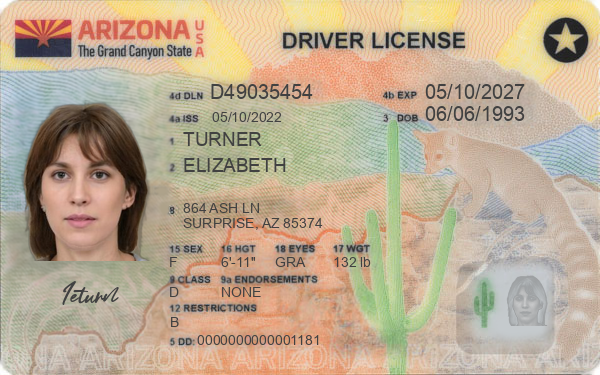 ARIZONA USA
The Grand Canyon State
DRIVER LICENSE
4d DLN D49035454
4b EXP 05/10/2027
4a ISS 05/10/2022
3 DOB 06/06/1993
1 TURNER
2 ELIZABETH
8 864 ASH LN
SURPRISE, AZ 85374
15 SEX 16 HGT 18 EYES 17 WGT
F 6'-11" GRA 132 lb
9 CLASS 9a ENDORSEMENTS
D NONE
12 RESTRICTIONS
B
5 DD: 0000000000001181
ARIZONA ARIZONA ARIZONA ARIZONA